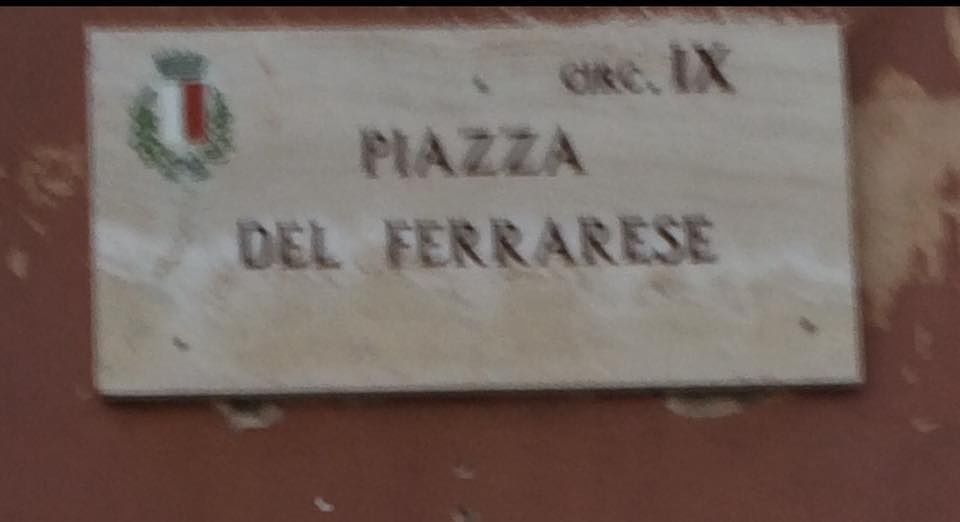 CIRC. IX
PIAZZA
DEL FERRARESE